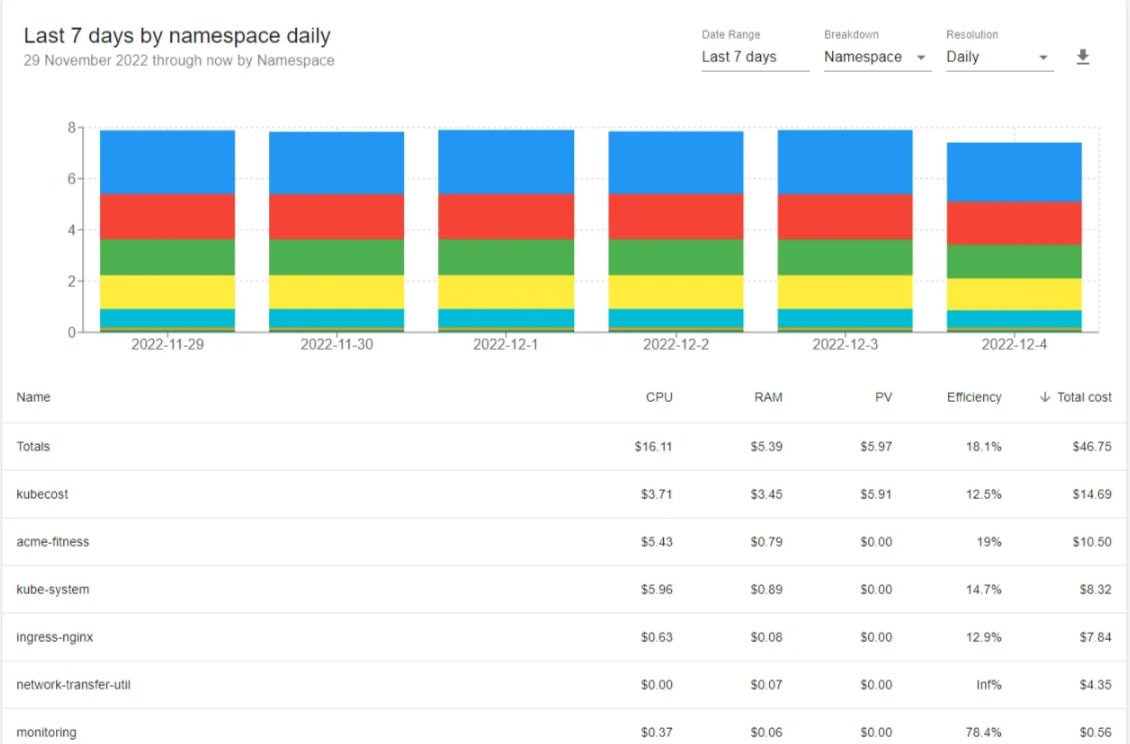 Last 7 days by namespace daily
29 November 2022 through now by Namespace
Date Range Breakdown Resolution
Last 7 days Namespace Daily
8
6
4
2
0
2022-11-29 2022-11-30 2022-12-1 2022-12-2 2022-12-3 2022-12-4
Name CPU RAM PV Efficiency Total cost
Totals $16.11 $5.39 $5.97 18.1% $46.75
kubecost $3.71 $3.45 $5.91 12.5% $14.69
acme-fitness $5.43 $0.79 $0.00 19% $10.50
kube-system $5.96 $0.89 $0.00 14.7% $8.32
ingress-nginx $0.63 $0.08 $0.00 12.9% $7.84
network-transfer-util $0.00 $0.07 $0.00 Inf% $4.35
monitoring $0.37 $0.06 $0.00 78.4% $0.56